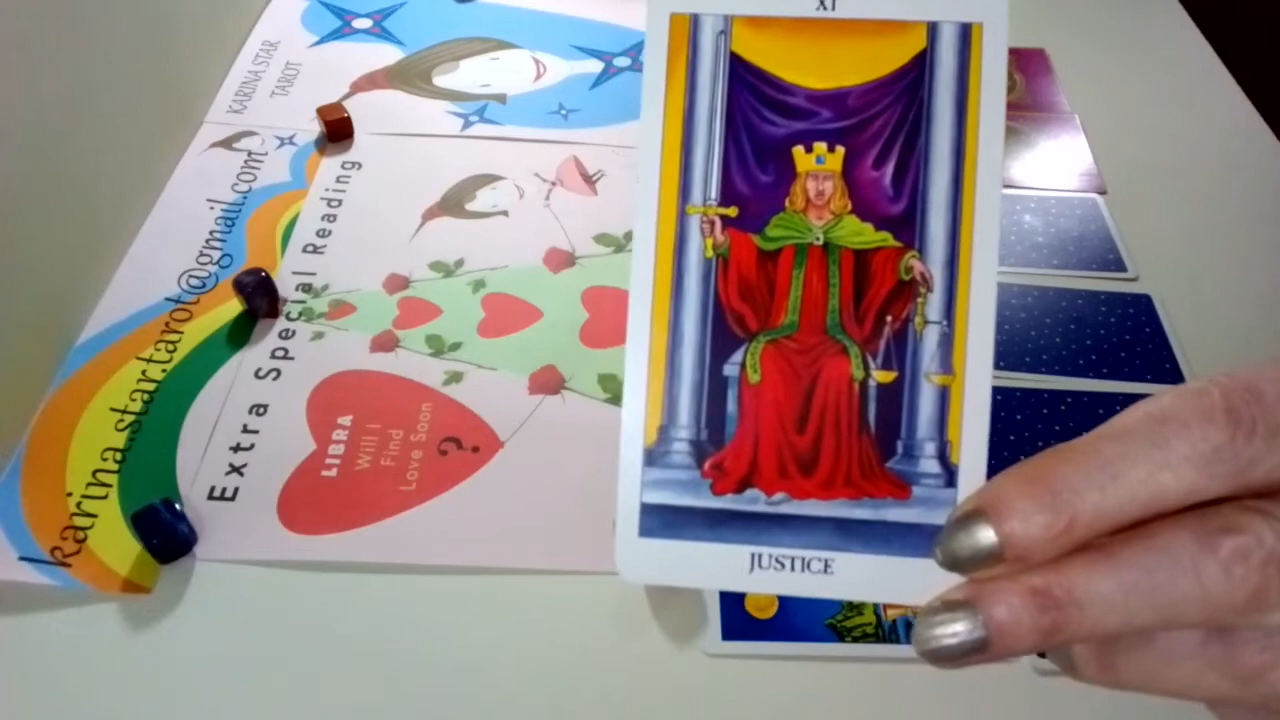 KARINA STAR
TAROT
karina.star.tarot@gmail.com
Extra Special Reading
LIBRA
Will I
Find
Love Soon
?
XI
JUSTICE